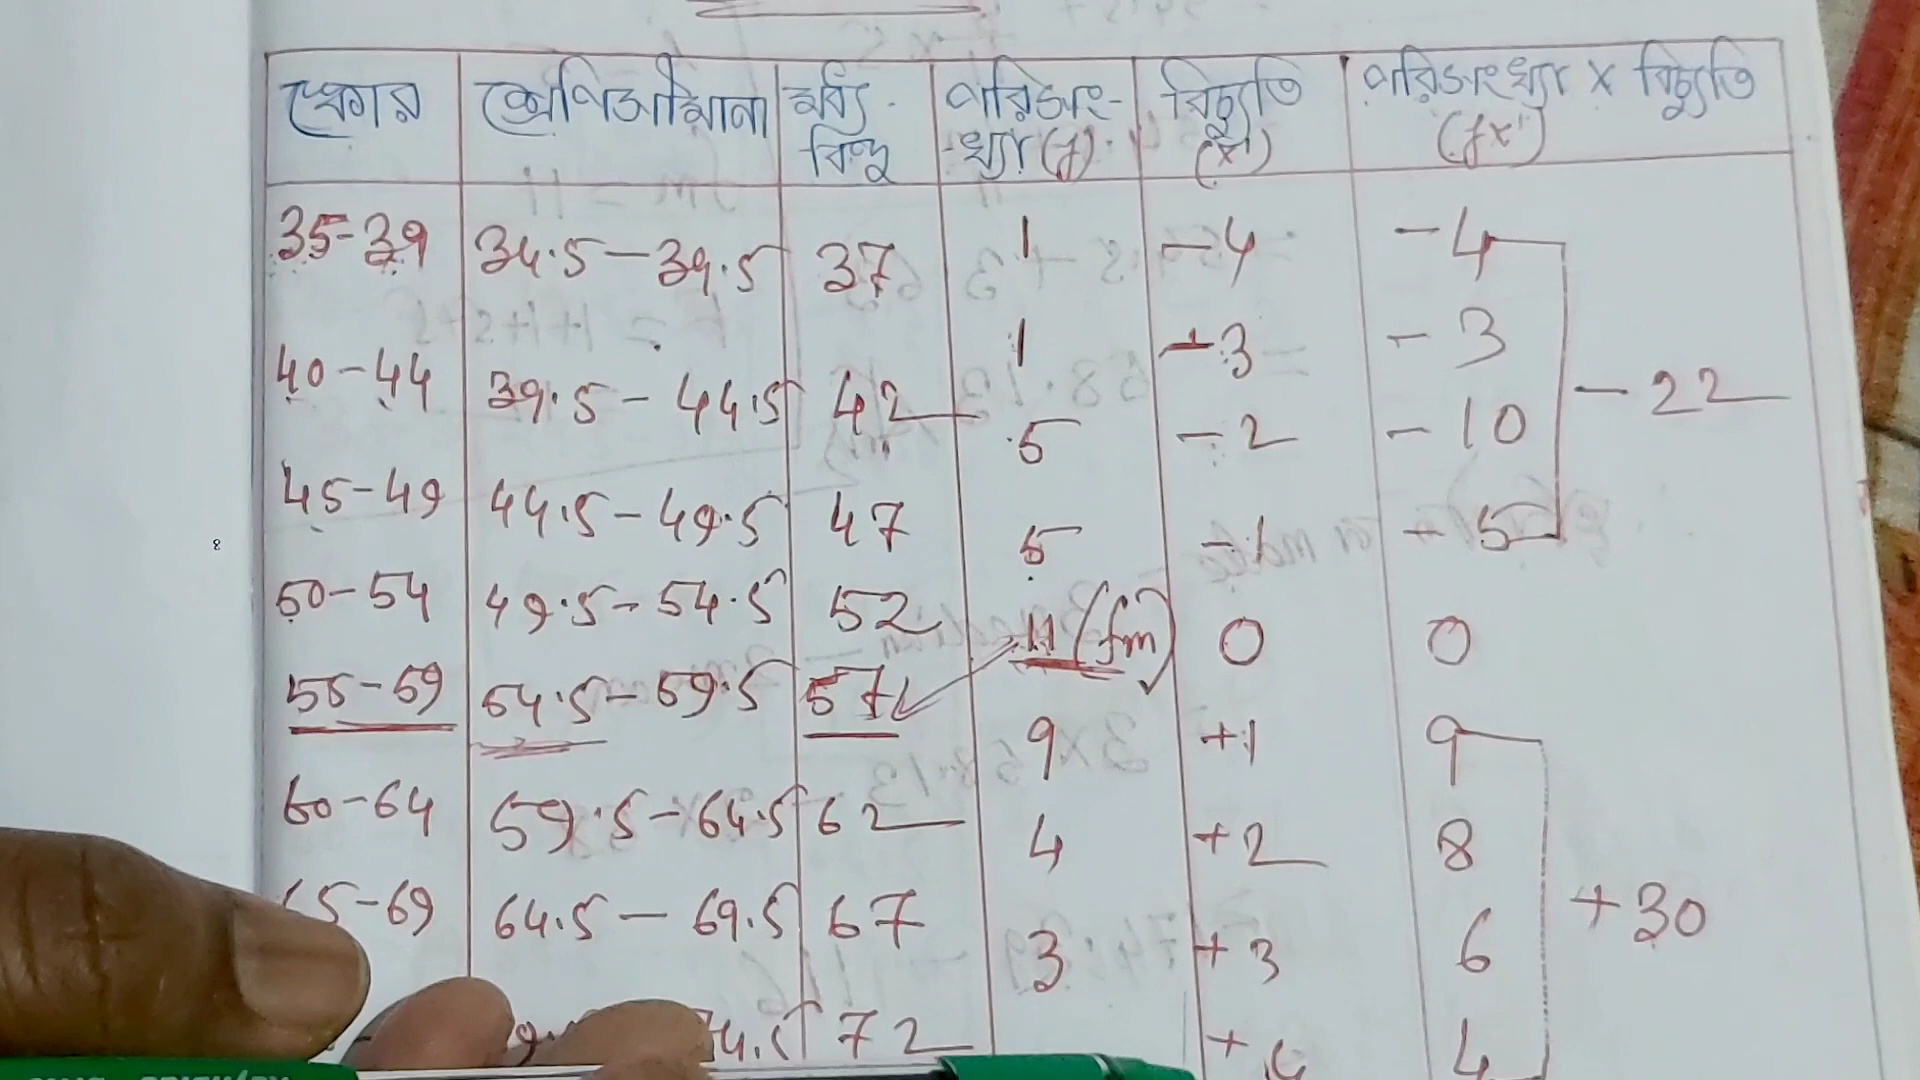 স্কোর শ্রেণিসীমানা মধ্য- পরিসং- বিচ্যুতি পরিসংখ্যা x বিচ্যুতি
বিন্দু -খ্যা (f). (x') (fx')
35-39 34.5-39.5 37 1 -4 -4
40-44 39.5-44.5 42 1 -3 -3
-22
45-49 44.5-49.5 47 5 -2 -10
50-54 49.5-54.5 52 5 -1 -5
55-59 54.5-59.5 57 11 (fm) 0 0
60-64 59.5-64.5 62 9 +1 9
5-69 64.5-69.5 67 4 +2 8
+30
72 3 +3 6
+4 4